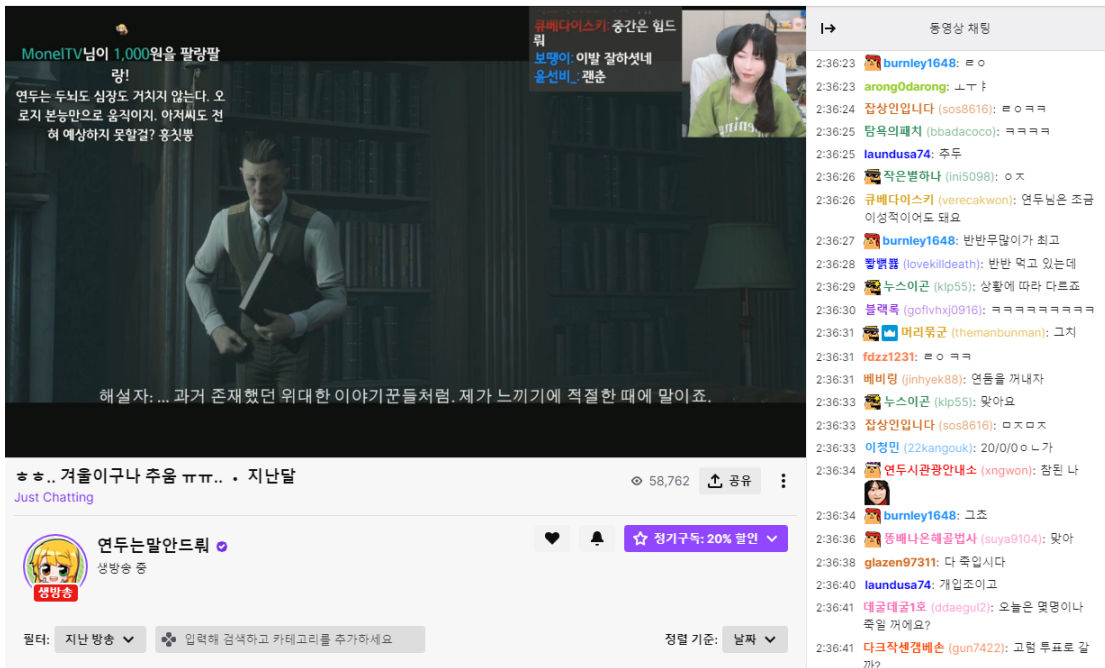 MonelTV님이 1,000원을 팔랑팔
랑!
연두는 두뇌도 심장도 거치지 않는다. 오
로지 본능만으로 움직이지. 아저씨도 전
혀 예상하지 못할걸? 흥칫뿡
큐베다이스키: 중간은 힘드
뤄
보땡이: 이발 잘하셧네
윤선비_: 괜춘
해설자: ... 과거 존재했던 위대한 이야기꾼들처럼. 제가 느끼기에 적절한 때에 말이죠.
ㅎㅎ.. 겨울이구나 추움 ㅠㅠ.. • 지난달
Just Chatting
58,762
공유
연두는말안드뤄
생방송 중
생방송
정기구독: 20% 할인
필터:
지난 방송
입력해 검색하고 카테고리를 추가하세요
정렬 기준:
날짜
동영상 채팅
2:36:23 burnley1648: ㄹㅇ
2:36:23 arong0darong: ㅗㅜㅑ
2:36:24 잡상인입니다 (sos8616): ㄹㅇㅋㅋ
2:36:25 탐욕의패치 (bbadacoco): ㅋㅋㅋㅋ
2:36:25 laundusa74: 추두
2:36:26 작은별하나 (ini5098): ㅇㅈ
2:36:26 큐베다이스키 (verecakwon): 연두님은 조금
이성적이어도 돼요
2:36:27 burnley1648: 반반무많이가 최고
2:36:28 (lovekilldeath): 반반 먹고 있는데
2:36:29 누스이곤 (klp55): 상황에 따라 다르죠
2:36:30 블랙록 (goflvhxj0916): ㅋㅋㅋㅋㅋㅋㅋㅋㅋ
2:36:31 머리묶군 (themanbunman): 그치
2:36:31 fdzz1231: ㄹㅇ ㅋㅋ
2:36:31 베비링 (jinhyek88): 연둠을 꺼내자
2:36:33 누스이곤 (klp55): 맞아요
2:36:33 잡상인입니다 (sos8616): ㅁㅈㅁㅈ
2:36:33 이청민 (22kangouk): 20/0/0ㅇㄴ가
2:36:34 연두시관광안내소 (xngwon): 참된 나
2:36:34 burnley1648: 그죠
2:36:36 똥배나온해골법사 (suya9104): 맞아
2:36:38 glazen97311: 다 죽입시다
2:36:40 laundusa74: 개입조이고
2:36:41 데굴데굴1호 (ddaegul2): 오늘은 몇명이나
죽일 꺼에요?
2:36:41 다크작센갬베손 (gun7422): 고럼 투표로 갈
까?